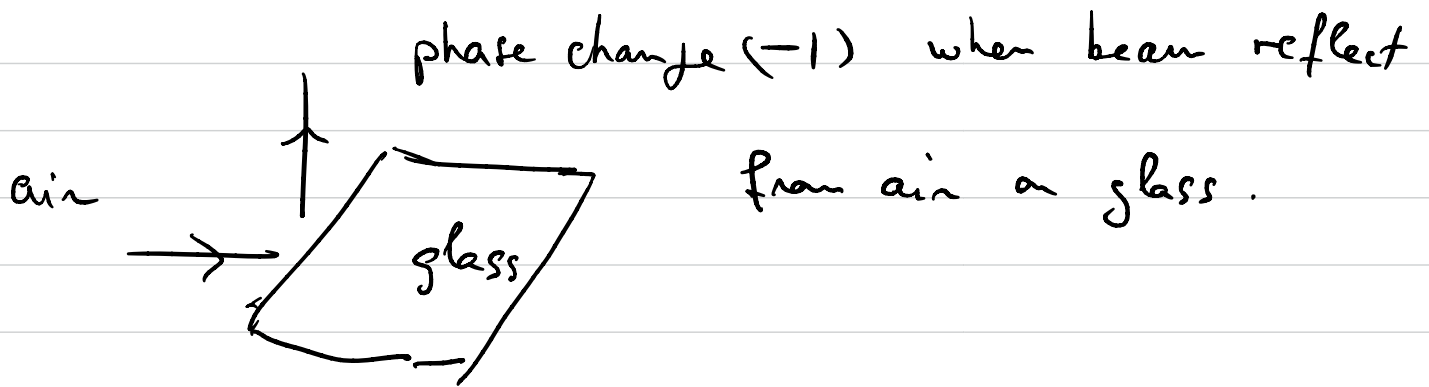 phase change (-1) when beam reflect
air from air on glass.
glass